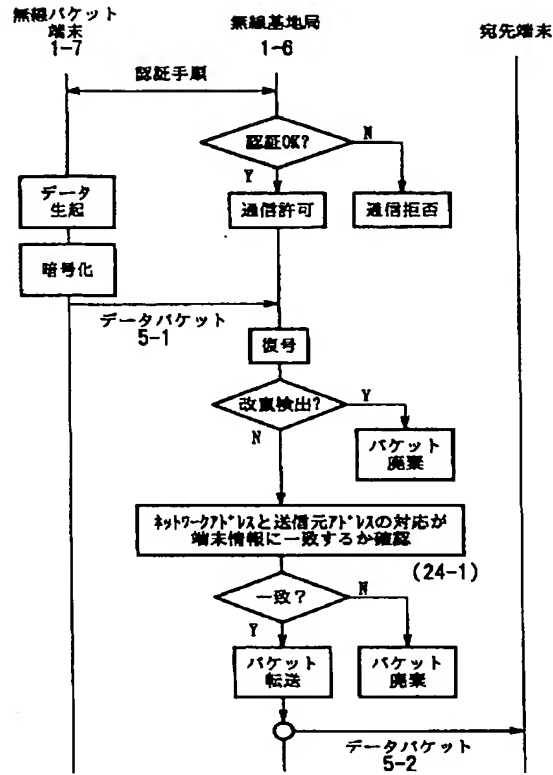 無線パケット
端末
1-7
無線基地局
1-6
宛先端末
認証手順
認証OK?
N
Y
データ
生起
通信許可
通信拒否
暗号化
データパケット
5-1
復号
改竄検出?
Y
N
パケット
廃棄
ネットワークアドレスと送信元アドレスの対応が
端末情報に一致するか確認
(24-1)
一致?
N
Y
パケット
転送
パケット
廃棄
データパケット
5-2